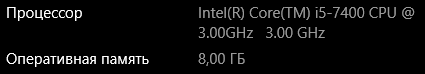 Процессор Intel(R) Core(TM) i5-7400 CPU @
3.00GHz 3.00 GHz
Оперативная память 8,00 ГБ